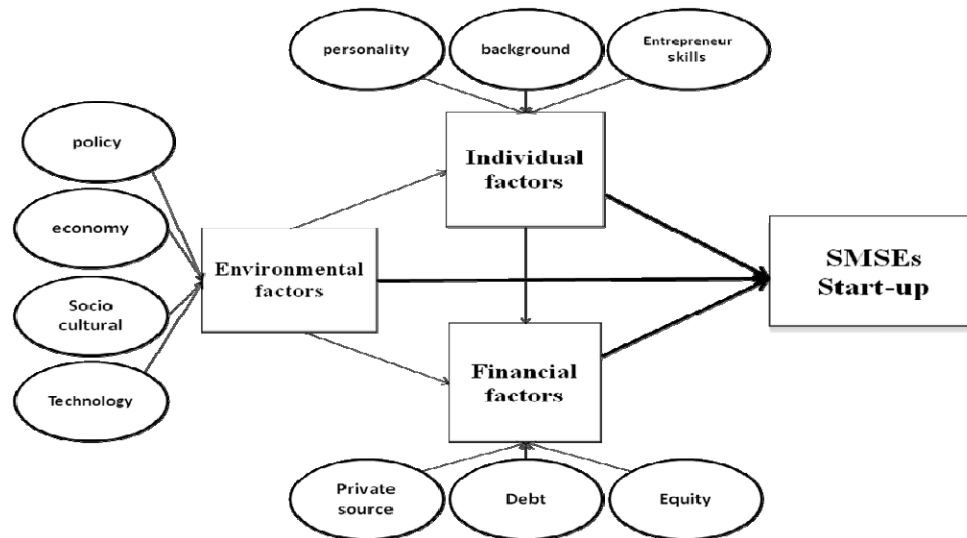 personality
background
Entrepreneur
skills
policy
Individual
factors
economy
Environmental
factors
SMSEs
Start-up
Socio
cultural
Technology
Financial
factors
Private
source
Debt
Equity